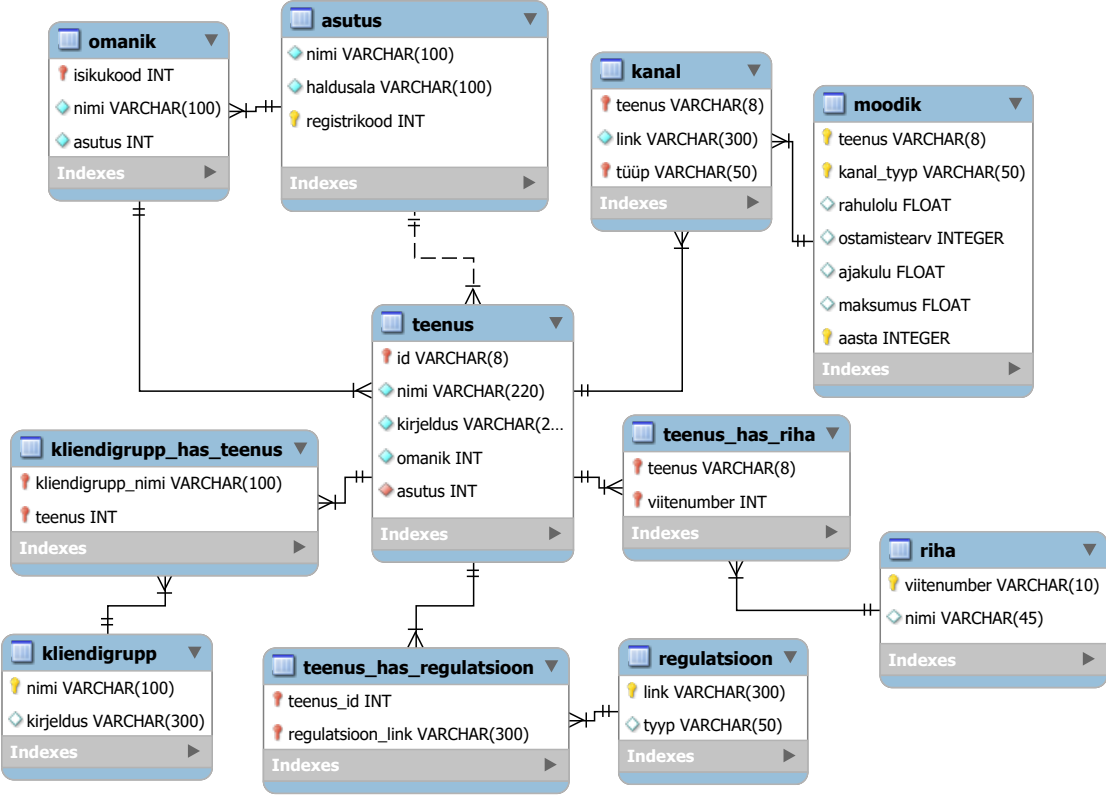 omanik
isikukood INT
nimi VARCHAR(100)
asutus INT
Indexes
asutus
nimi VARCHAR(100)
haldusala VARCHAR(100)
registrikood INT
Indexes
kanal
teenus VARCHAR(8)
link VARCHAR(300)
tüüp VARCHAR(50)
Indexes
moodik
teenus VARCHAR(8)
kanal_tyyp VARCHAR(50)
rahulolu FLOAT
ostamistearv INTEGER
ajakulu FLOAT
maksumus FLOAT
aasta INTEGER
Indexes
teenus
id VARCHAR(8)
nimi VARCHAR(220)
kirjeldus VARCHAR(2...
omanik INT
asutus INT
Indexes
kliendigrupp_has_teenus
kliendigrupp_nimi VARCHAR(100)
teenus INT
Indexes
teenus_has_riha
teenus VARCHAR(8)
viitenumber INT
Indexes
riha
viitenumber VARCHAR(10)
nimi VARCHAR(45)
Indexes
kliendigrupp
nimi VARCHAR(100)
kirjeldus VARCHAR(300)
Indexes
teenus_has_regulatsioon
teenus_id INT
regulatsioon_link VARCHAR(300)
Indexes
regulatsioon
link VARCHAR(300)
tyyp VARCHAR(50)
Indexes